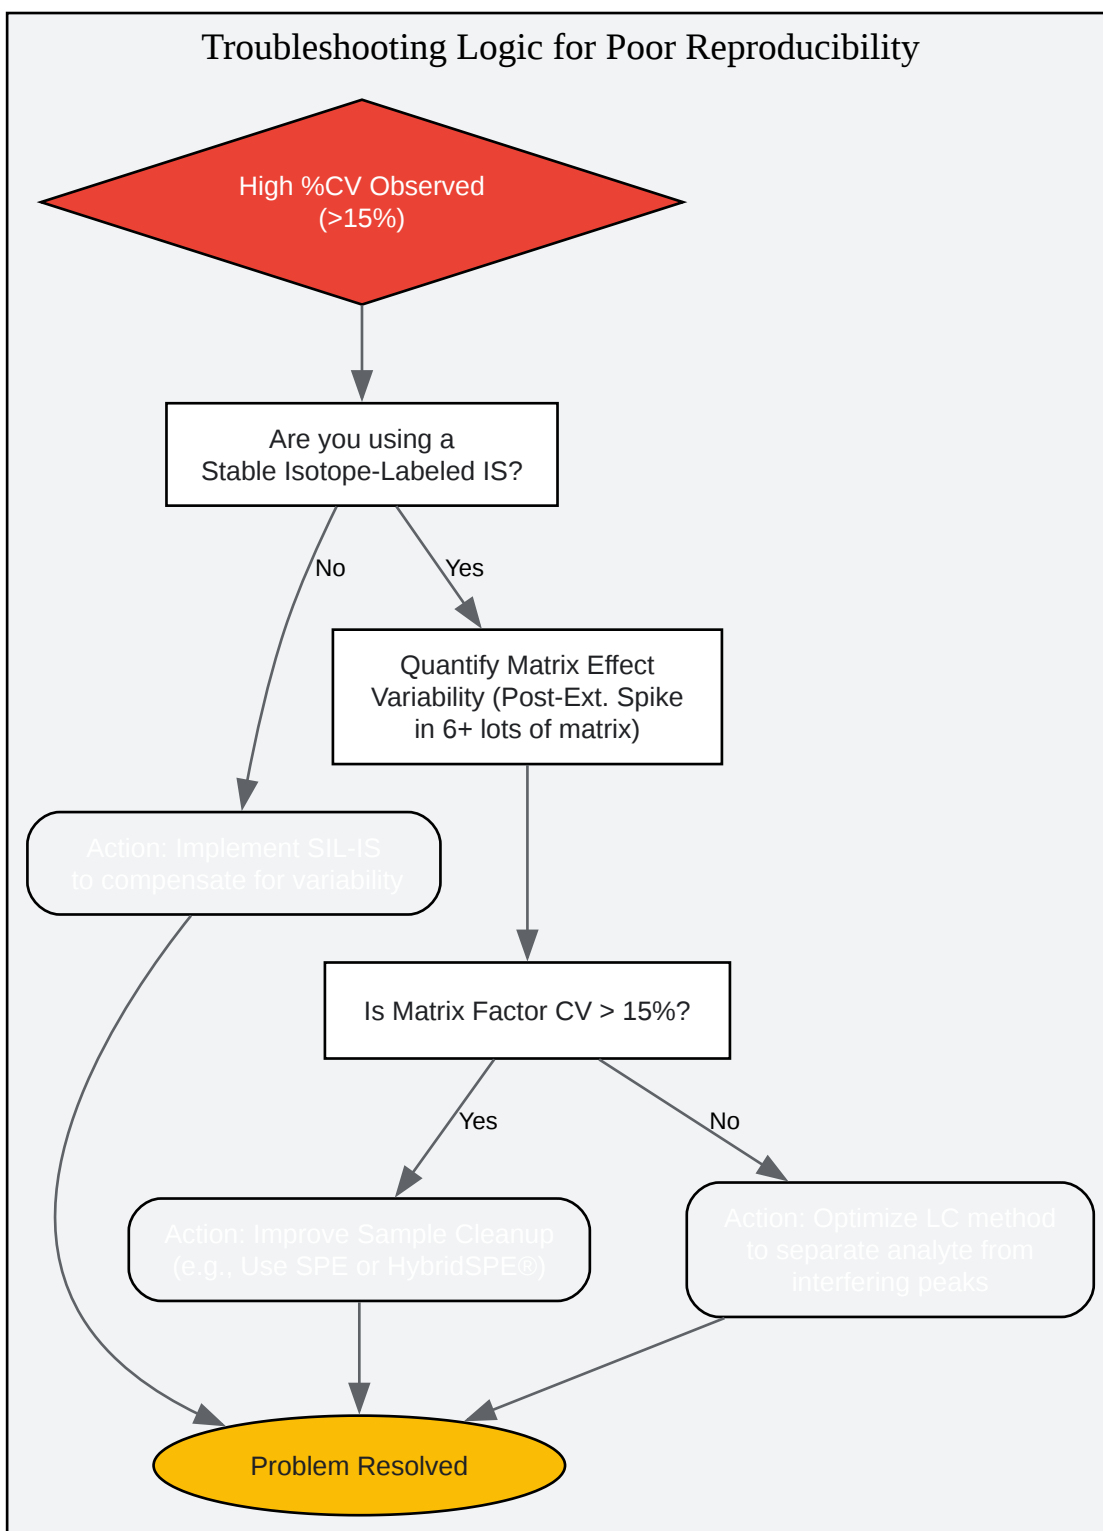 Troubleshooting Logic for Poor Reproducibility
High %CV Observed
(>15%)
Are you using a
Stable Isotope-Labeled IS?
No
Yes
Quantify Matrix Effect
Variability (Post-Ext. Spike
in 6+ lots of matrix)
Action: Implement SIL-IS
to compensate for variability
Is Matrix Factor CV > 15%?
Yes
No
Action: Improve Sample Cleanup
(e.g., Use SPE or HybridSPE®)
Action: Optimize LC method
to separate analyte from
interfering peaks
Problem Resolved